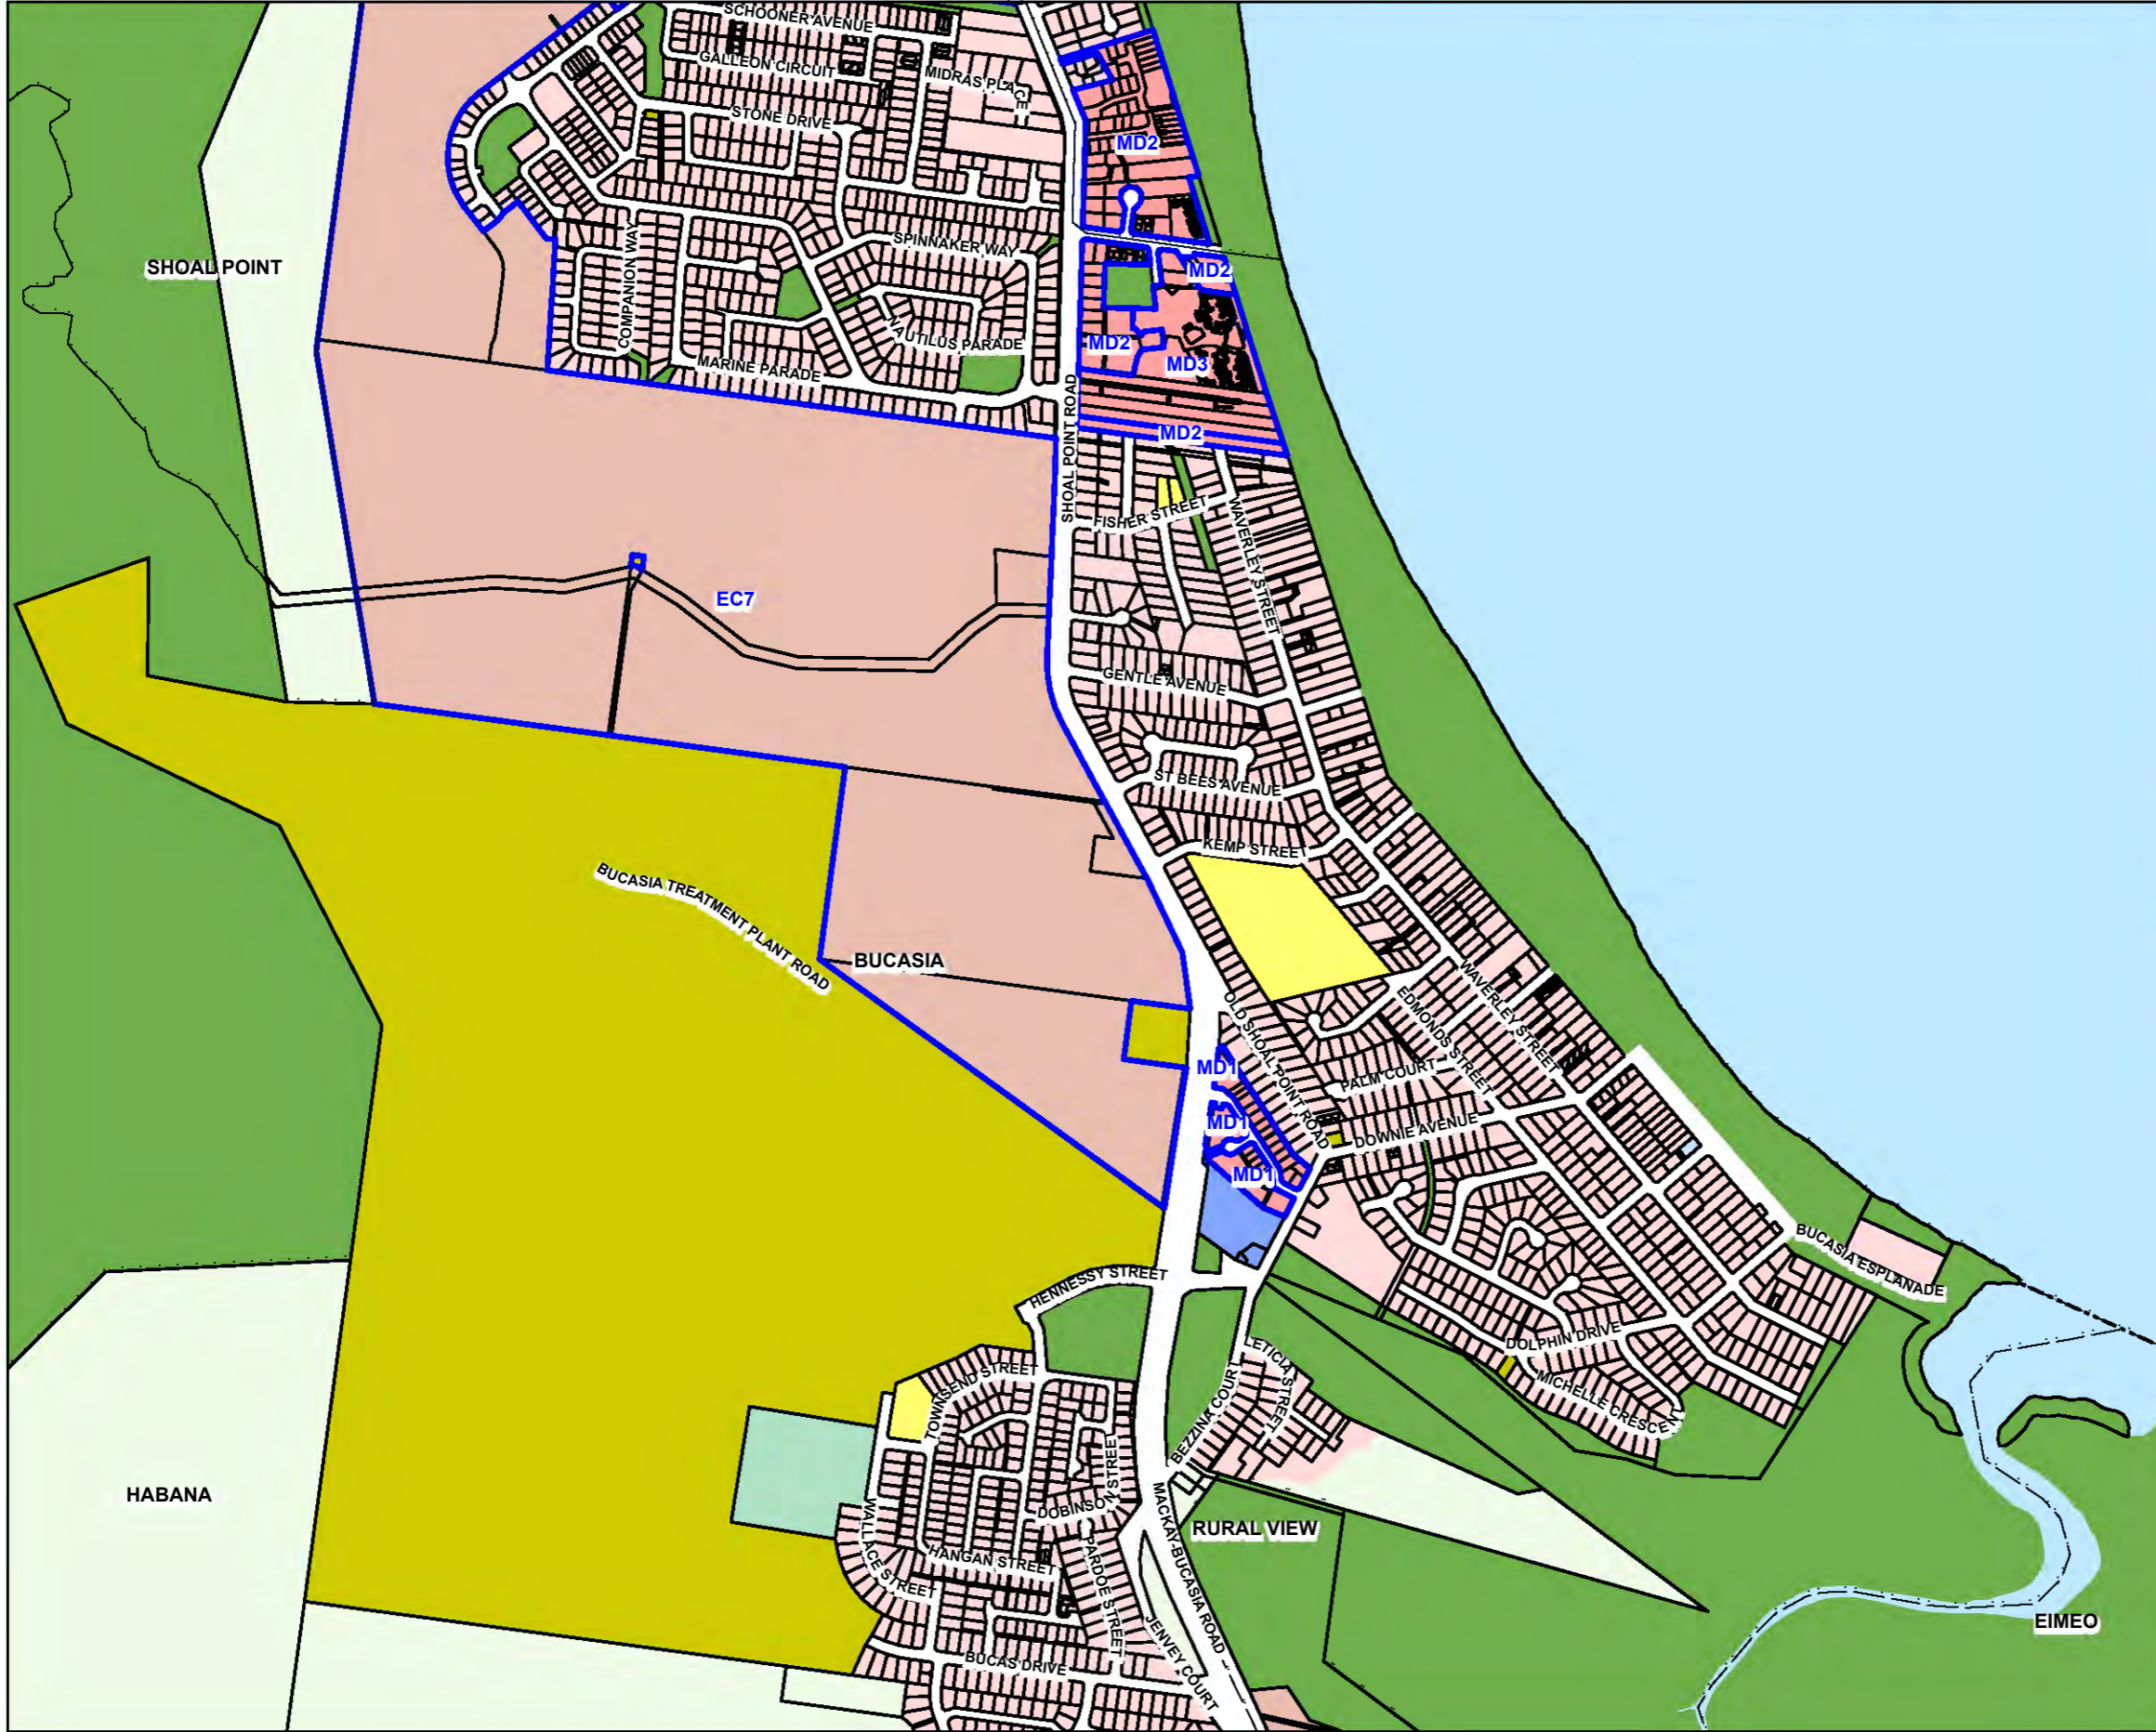 SCHOONER AVENUE
GALLEON CIRCUIT
MIDRAS PLACE
STONE DRIVE
MD2
SPINNAKER WAY
SHOAL POINT
MD2
COMPANION WAY
NAUTILUS PARADE
MD2
MARINE PARADE
MD3
SHOAL POINT ROAD
MD2
FISHER STREET
WAVERLEY STREET
EC7
GENTLE AVENUE
ST BEES AVENUE
KEMP STREET
BUCASIA TREATMENT PLANT ROAD
BUCASIA
WAVERLEY STREET
EDMONDS STREET
OLD SHOAL POINT ROAD
MD1
PALM COURT
MD1
DOWNIE AVENUE
MD1
BUCASIA ESPLANADE
HENNESSY STREET
DOLPHIN DRIVE
LETICIA STREET
MICHELLE CRESCENT
TOWNSEND STREET
BEZZINA COURT
HABANA
DOBINSON STREET
RURAL VIEW
MACKAY-BUCASIA ROAD
WALLACE STREET
HANGAN STREET
PARDOE STREET
EIMEO
JENVEY COURT
BUCAS DRIVE